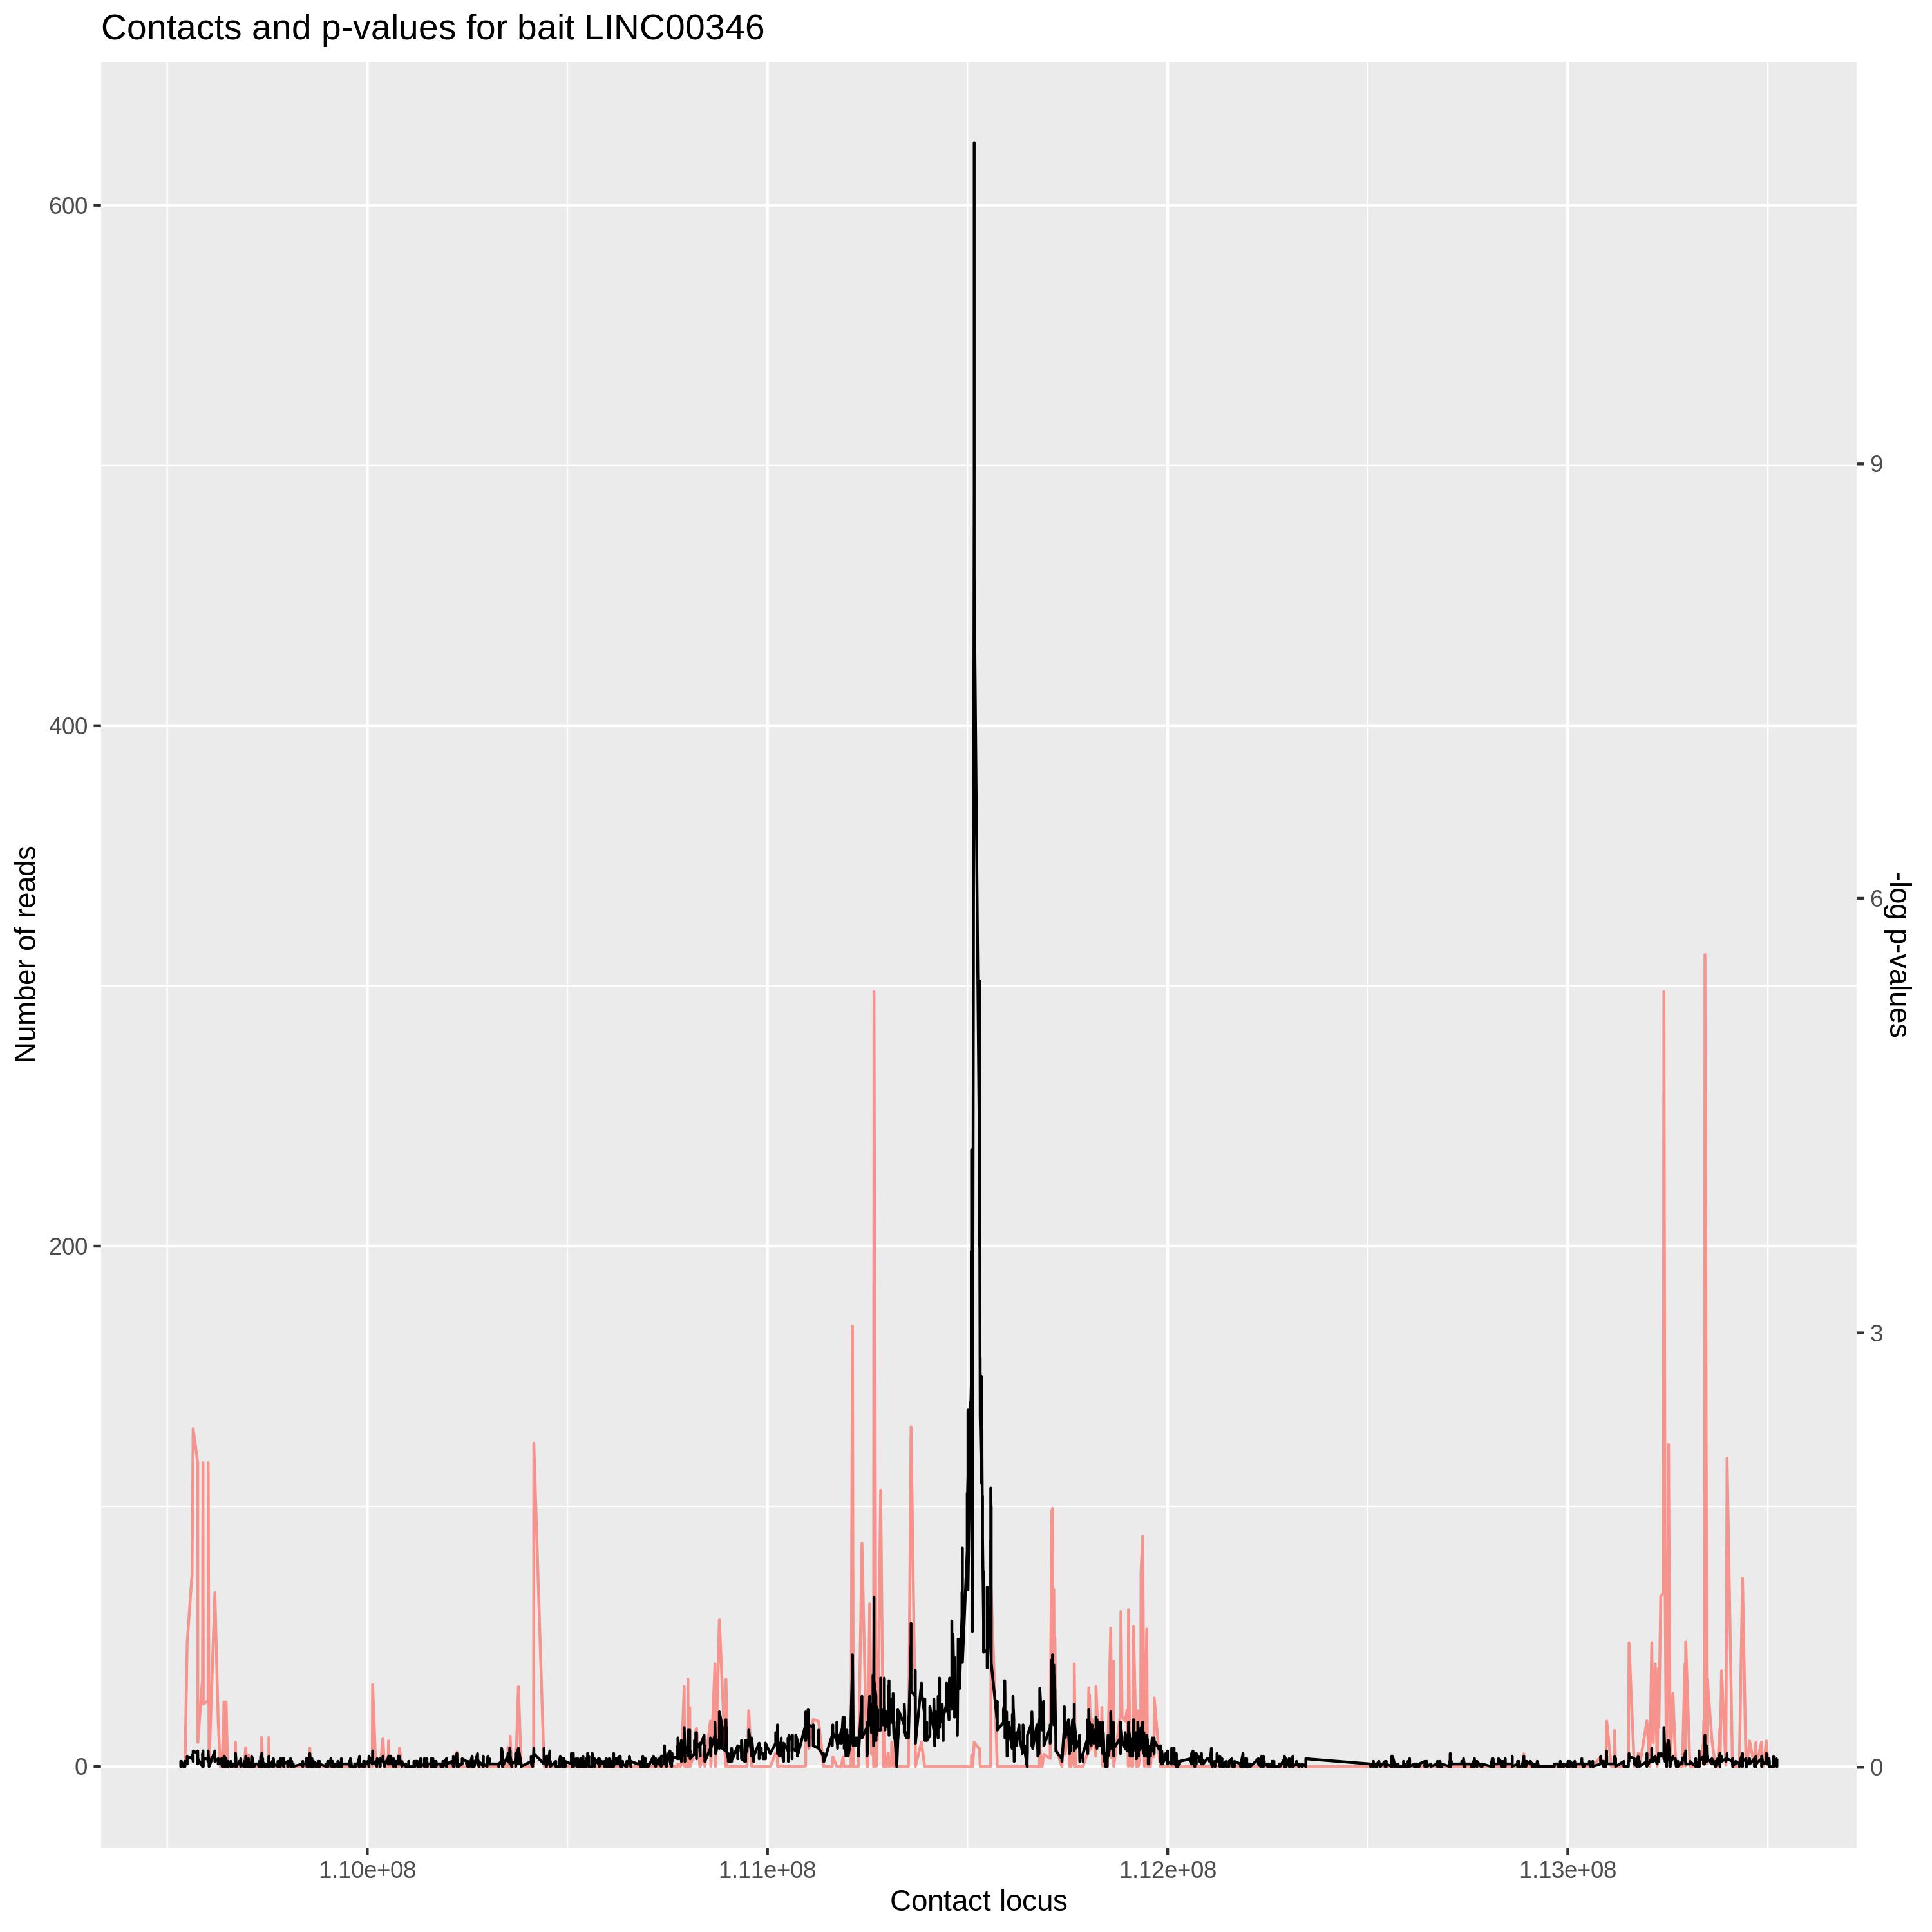 Contacts and p-values for bait LINC00346
600
400
200
0
Number of reads
9
6
3
0
-log p-values
1.10e+08 1.11e+08 1.12e+08 1.13e+08
Contact locus